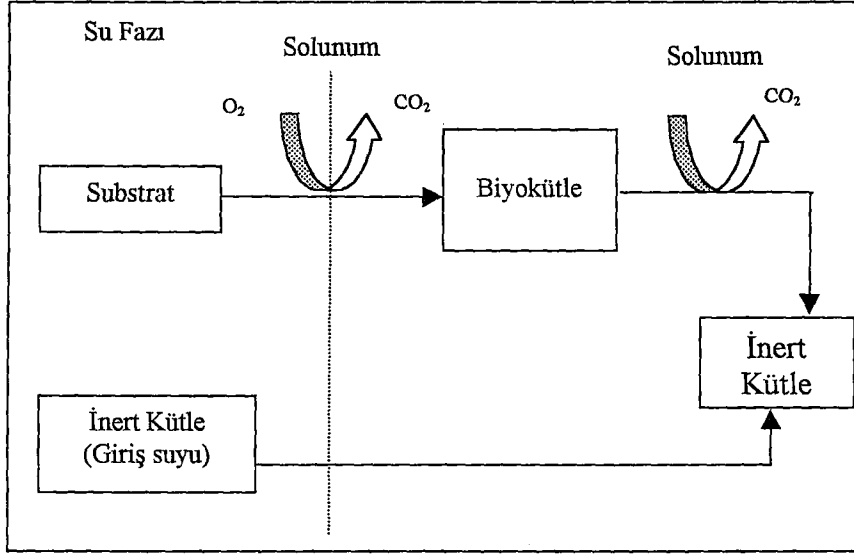 Su Fazı
Solunum
Solunum
O₂
CO₂
CO₂
Substrat
Biyokütle
İnert
Kütle
İnert Kütle
(Giriş suyu)